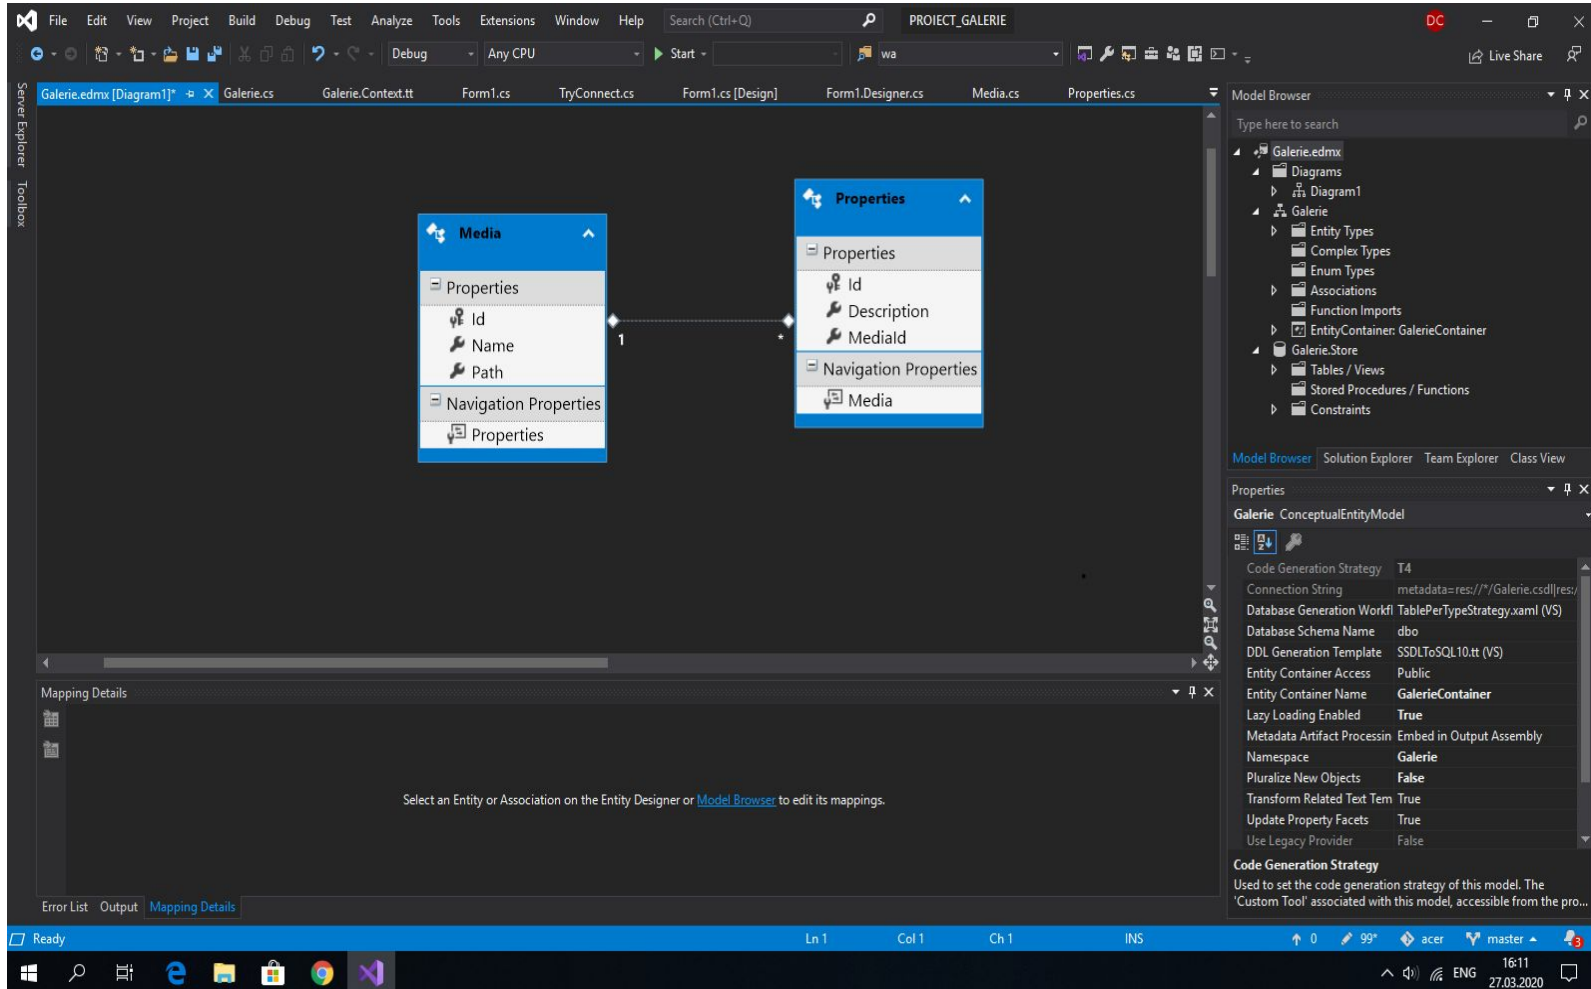 File Edit View Project Build Debug Test Analyze Tools Extensions Window Help Search (Ctrl+Q) PROIECT_GALERIE DC
Debug Any CPU Start wa Live Share
Server Explorer
Toolbox
Galerie.edmx [Diagram1]* Galerie.cs Galerie.Context.tt Form1.cs TryConnect.cs Form1.cs [Design] Form1.Designer.cs Media.cs Properties.cs
Media
Properties
Id
Name
Path
Navigation Properties
Properties
1
*
Properties
Properties
Id
Description
MediaId
Navigation Properties
Media
Model Browser
Type here to search
Galerie.edmx
Diagrams
Diagram1
Galerie
Entity Types
Complex Types
Enum Types
Associations
Function Imports
EntityContainer: GalerieContainer
Galerie.Store
Tables / Views
Stored Procedures / Functions
Constraints
Model Browser Solution Explorer Team Explorer Class View
Properties
Galerie ConceptualEntityModel
Code Generation Strategy T4
Connection String metadata=res://*/Galerie.csdl|res:/
Database Generation Workfl TablePerTypeStrategy.xaml (VS)
Database Schema Name dbo
DDL Generation Template SSDLToSQL10.tt (VS)
Entity Container Access Public
Entity Container Name GalerieContainer
Lazy Loading Enabled True
Metadata Artifact Processin Embed in Output Assembly
Namespace Galerie
Pluralize New Objects False
Transform Related Text Tem True
Update Property Facets True
Use Legacy Provider False
Code Generation Strategy
Used to set the code generation strategy of this model. The
'Custom Tool' associated with this model, accessible from the pro...
Mapping Details
Select an Entity or Association on the Entity Designer or Model Browser to edit its mappings.
Error List Output Mapping Details
Ready Ln 1 Col 1 Ch 1 INS 0 99* acer master 3
ENG 16:11
27.03.2020